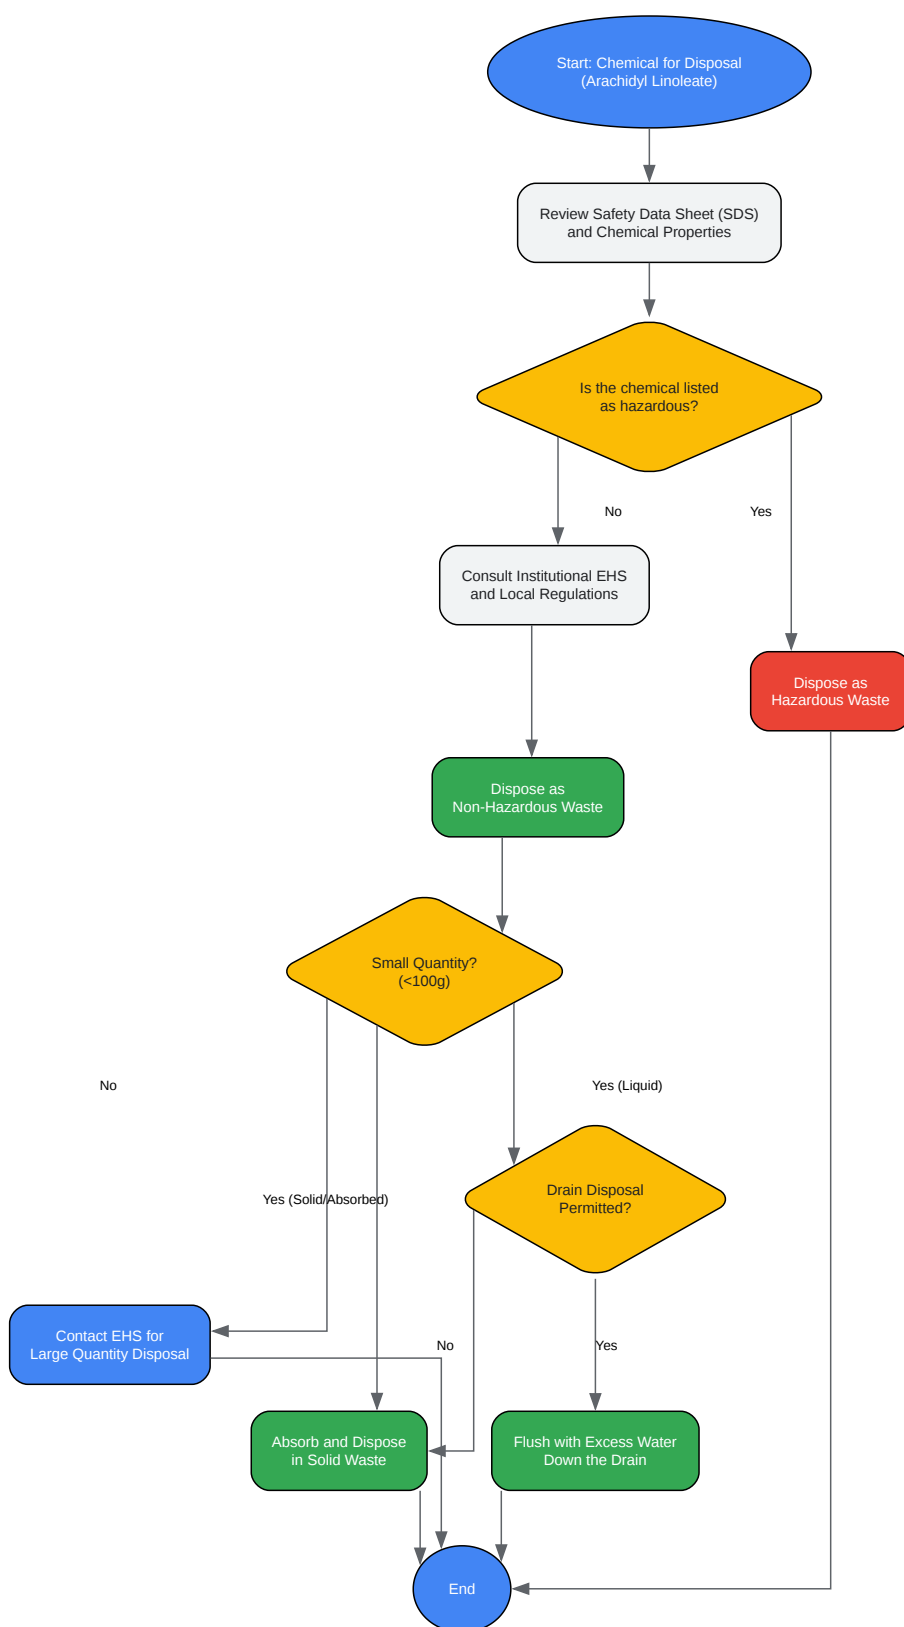 Start: Chemical for Disposal
(Arachidyl Linoleate)
Review Safety Data Sheet (SDS)
and Chemical Properties
Is the chemical listed
as hazardous?
No
Yes
Consult Institutional EHS
and Local Regulations
Dispose as
Hazardous Waste
Dispose as
Non-Hazardous Waste
Small Quantity?
(<100g)
No
Yes (Liquid)
Yes (Solid/Absorbed)
Drain Disposal
Permitted?
Contact EHS for
Large Quantity Disposal
No
Yes
Absorb and Dispose
in Solid Waste
Flush with Excess Water
Down the Drain
End